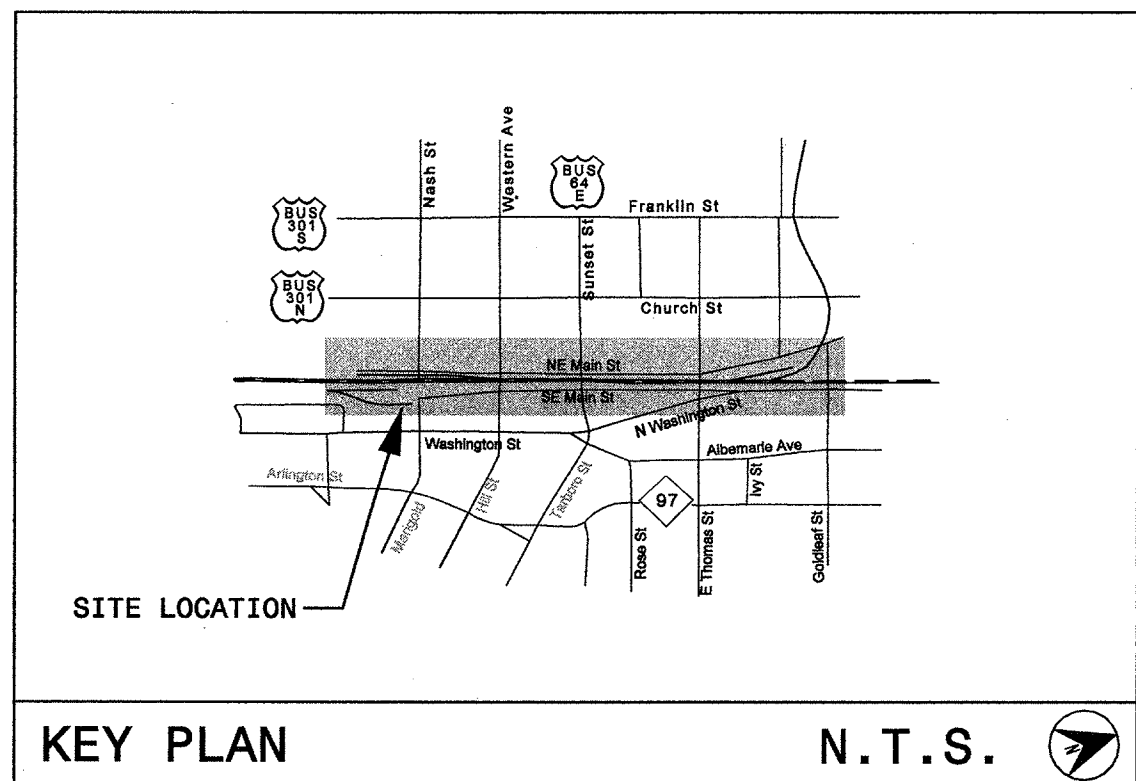 Nash St
Western Ave
BUS
64
E
Sunset St
Franklin St
BUS
301
S
BUS
301
N
Church St
NE Main St
SE Main St
N Washington St
Washington St
Albemarle Ave
Arlington St
Marigold
Hill St
Tarboro St
97
Ivy St
Rose St
E Thomas St
Goldleaf St
SITE LOCATION
KEY PLAN
N.T.S.
N